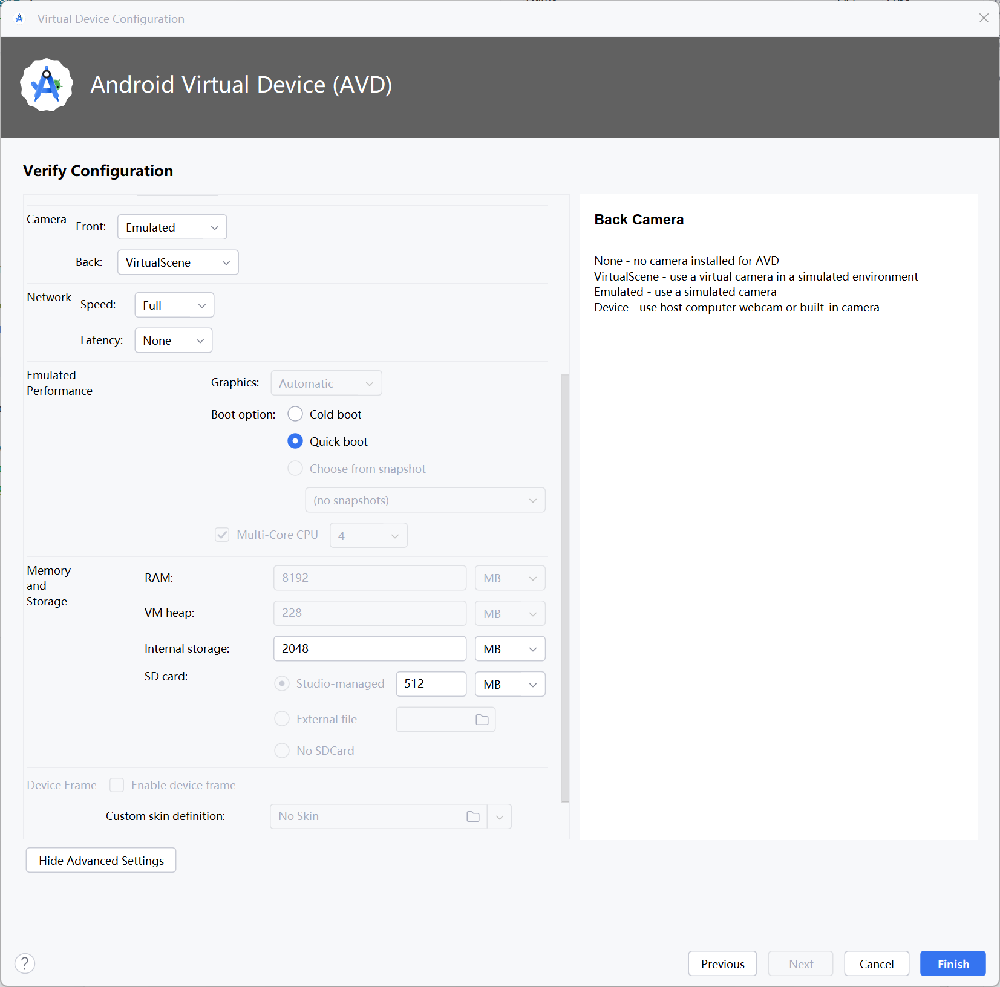 Virtual Device Configuration
Android Virtual Device (AVD)
Verify Configuration
Camera
Front:
Emulated
Back:
VirtualScene
Network
Speed:
Full
Latency:
None
Emulated
Performance
Graphics:
Automatic
Boot option:
Cold boot
Quick boot
Choose from snapshot
(no snapshots)
Multi-Core CPU
4
Memory
and
Storage
RAM:
8192
MB
VM heap:
228
MB
Internal storage:
2048
MB
SD card:
Studio-managed
512
MB
External file
No SDCard
Device Frame
Enable device frame
Custom skin definition:
No Skin
Hide Advanced Settings
Back Camera
None - no camera installed for AVD
VirtualScene - use a virtual camera in a simulated environment
Emulated - use a simulated camera
Device - use host computer webcam or built-in camera
?
Previous
Next
Cancel
Finish